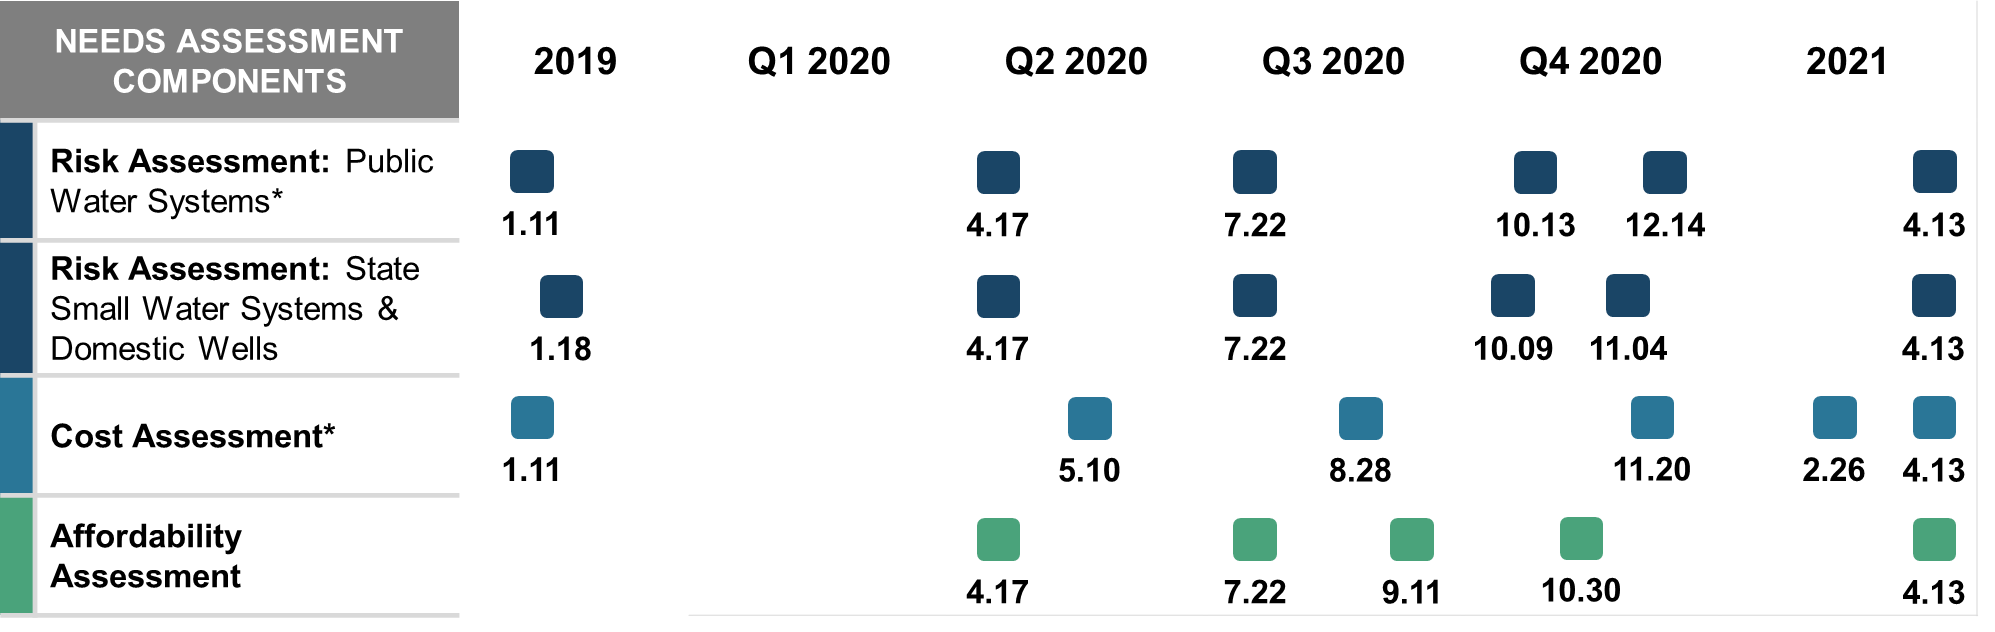 NEEDS ASSESSMENT
COMPONENTS
2019 Q1 2020 Q2 2020 Q3 2020 Q4 2020 2021
Risk Assessment: Public
Water Systems*
1.11 4.17 7.22 10.13 12.14 4.13
Risk Assessment: State
Small Water Systems &
Domestic Wells
1.18 4.17 7.22 10.09 11.04 4.13
Cost Assessment*
1.11 5.10 8.28 11.20 2.26 4.13
Affordability
Assessment
4.17 7.22 9.11 10.30 4.13